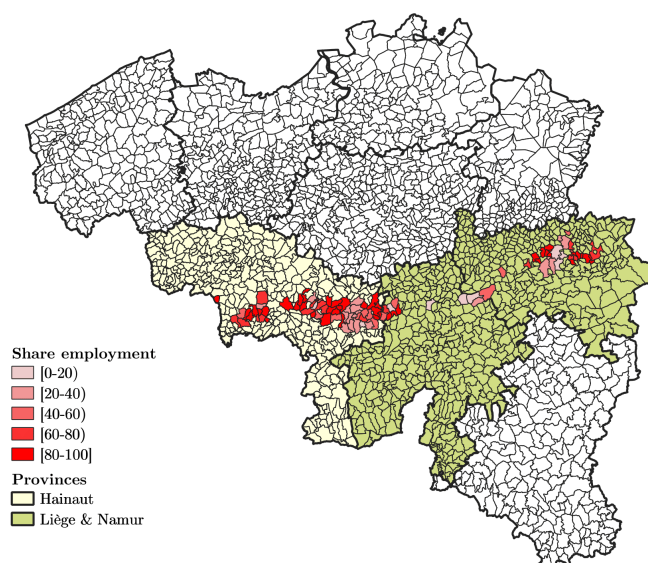 Share employment
[0-20)
[20-40)
[40-60)
[60-80)
[80-100]
Provinces
Hainaut
Liège & Namur